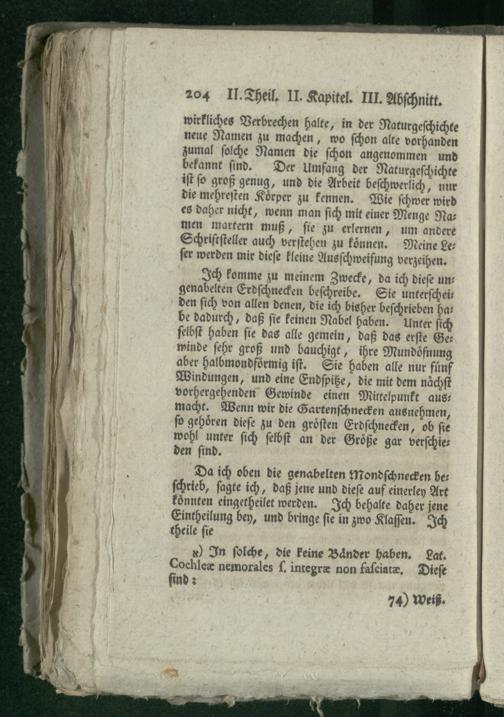 204 II. Theil. II. Kapitel. III. Abschnitt.
wirkliches Verbrechen halte, in der Naturgeschichte
neue Namen zu machen, wo schon alte vorhanden
zumal solche Namen die schon angenommen und
bekannt sind. Der Umfang der Naturgeschichte
ist so groß genug, und die Arbeit beschwerlich, nur
die mehresten Körper zu kennen. Wie schwer wird
es daher nicht, wenn man sich mit einer Menge Na-
men martern muß, sie zu erlernen, um andere
Schriftsteller auch verstehen zu können. Meine Le-
ser werden mir diese kleine Ausschweifung verzeihen.
Ich komme zu meinem Zwecke, da ich diese un-
genabelten Erdschnecken beschreibe. Sie unterschei-
den sich von allen denen, die ich bisher beschrieben ha-
be dadurch, daß sie keinen Nabel haben. Unter sich
selbst haben sie das alle gemein, daß das erste Ge-
winde sehr groß und bauchigt, ihre Mundöfnung
aber halbmondförmig ist. Sie haben alle nur fünf
Windungen, und eine Endspitze, die mit dem nächst
vorhergehenden Gewinde einen Mittelpunkt aus-
macht. Wenn wir die Gartenschnecken ausnehmen,
so gehören diese zu den grösten Erdschnecken, ob sie
wohl unter sich selbst an der Größe gar verschie-
den sind.
Da ich oben die genabelten Mondschnecken be-
schrieb, sagte ich, daß jene und diese auf einerley Art
könnten eingetheilet werden. Ich behalte daher jene
Eintheilung bey, und bringe sie in zwo Klassen. Ich
theile sie
א) In solche, die keine Bänder haben. Lat.
Cochleæ nemorales s. integræ non fasciatæ. Diese
sind:
74) Weiß.